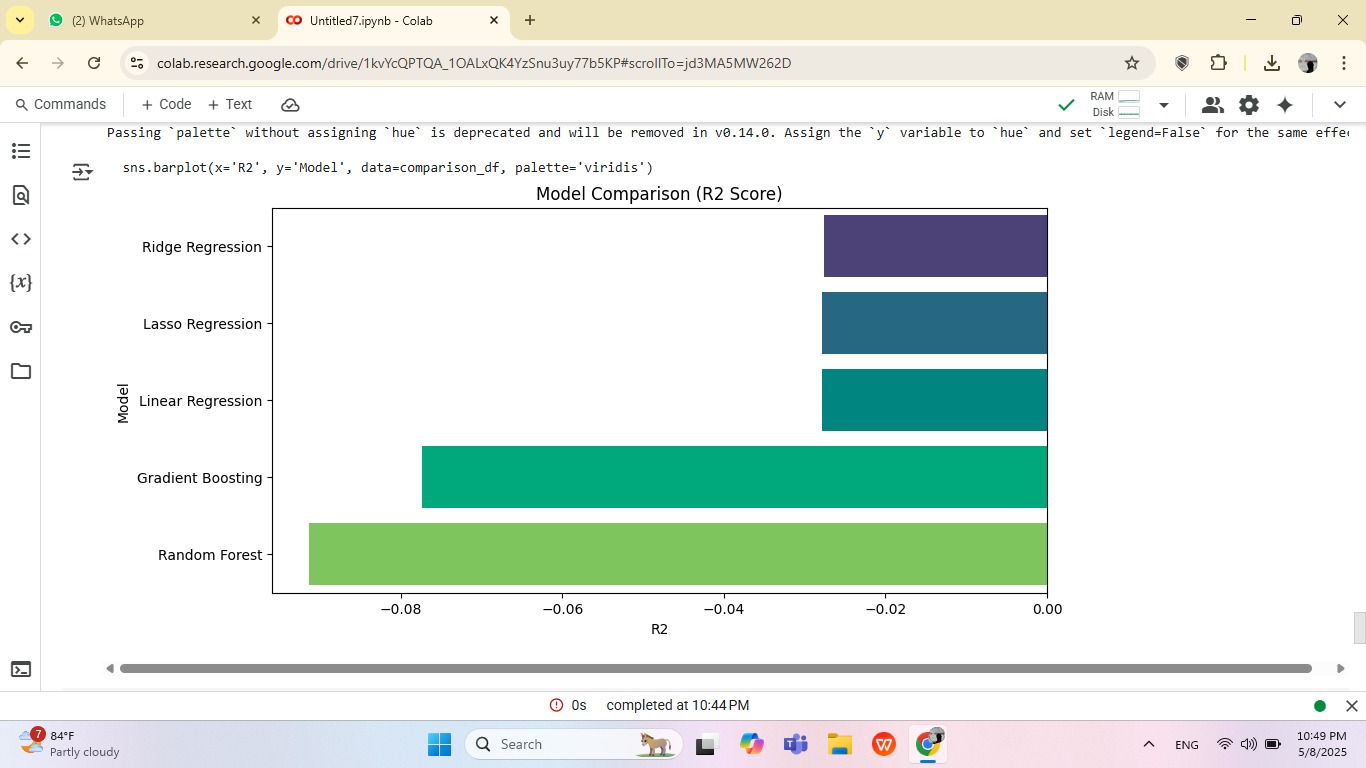 (2) WhatsApp
Untitled7.ipynb - Colab
colab.research.google.com/drive/1kvYcQPTQA_1OALxQK4YzSnu3uy77b5KP#scrollTo=jd3MA5MW262D
Commands
+ Code
+ Text
RAM
Disk
Passing `palette` without assigning `hue` is deprecated and will be removed in v0.14.0. Assign the `y` variable to `hue` and set `legend=False` for the same effec
sns.barplot(x='R2', y='Model', data=comparison_df, palette='viridis')
Model Comparison (R2 Score)
Ridge Regression
Lasso Regression
Model
Linear Regression
Gradient Boosting
Random Forest
−0.08
−0.06
−0.04
−0.02
0.00
R2
0s completed at 10:44 PM
7
84°F
Partly cloudy
Search
ENG
10:49 PM
5/8/2025